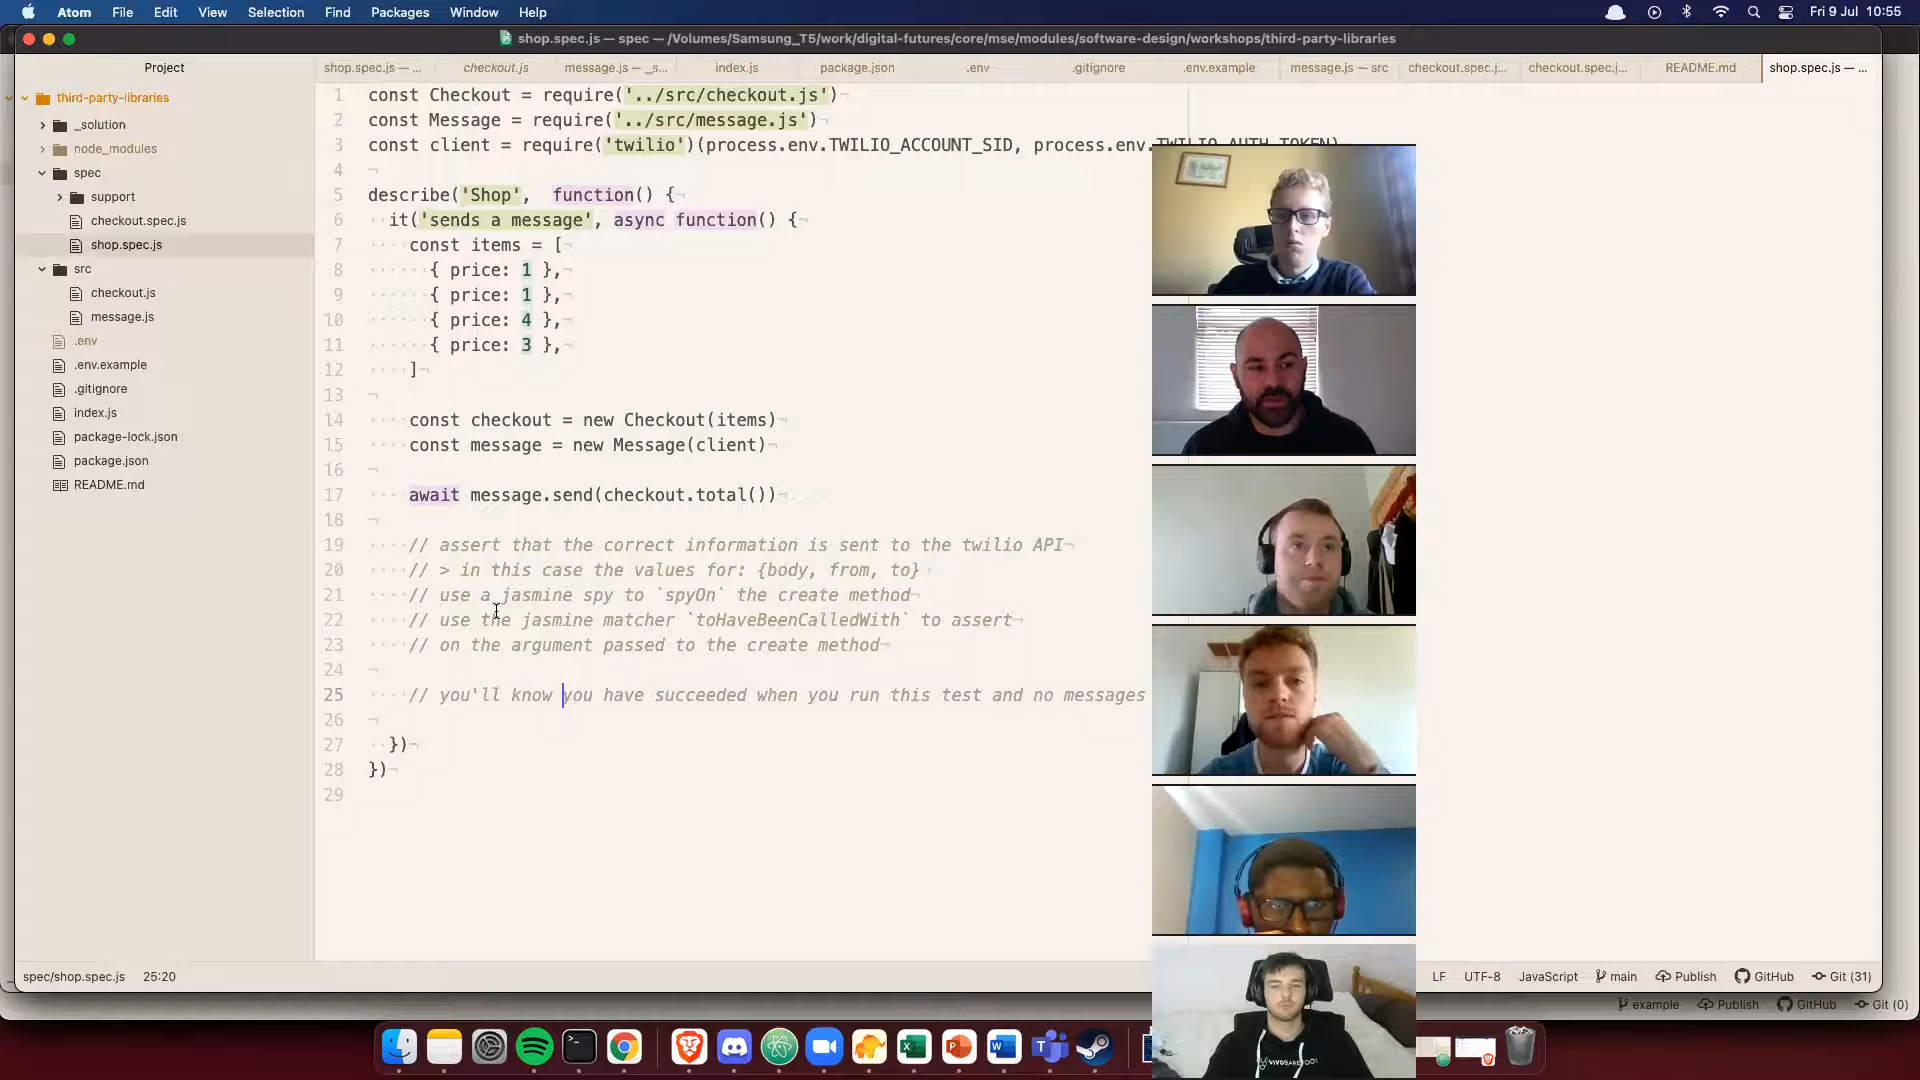 Atom File Edit View Selection Find Packages Window Help Fri 9 Jul 10:55
shop.spec.js — spec — /Volumes/Samsung_T5/work/digital-futures/core/mse/modules/software-design/workshops/third-party-libraries
Project
shop.spec.js — ... checkout.js message.js — _s... index.js package.json .env .gitignore .env.example message.js — src checkout.spec.j... checkout.spec.j... README.md shop.spec.js — ...
third-party-libraries
_solution
node_modules
spec
support
checkout.spec.js
shop.spec.js
src
checkout.js
message.js
.env
.env.example
.gitignore
index.js
package-lock.json
package.json
README.md
1 const Checkout = require('../src/checkout.js')
2 const Message = require('../src/message.js')
3 const client = require('twilio')(process.env.TWILIO_ACCOUNT_SID, process.env.TWILIO_AUTH_TOKEN)
4
5 describe('Shop', function() {
6 it('sends a message', async function() {
7 const items = [
8 { price: 1 },
9 { price: 1 },
10 { price: 4 },
11 { price: 3 },
12 ]
13
14 const checkout = new Checkout(items)
15 const message = new Message(client)
16
17 await message.send(checkout.total())
18
19 // assert that the correct information is sent to the twilio API
20 // > in this case the values for: {body, from, to}
21 // use a jasmine spy to `spyOn` the create method
22 // use the jasmine matcher `toHaveBeenCalledWith` to assert
23 // on the argument passed to the create method
24
25 // you'll know you have succeeded when you run this test and no messages
26
27 })
28 })
29
VIVOBAREFOOT
spec/shop.spec.js 25:20 LF UTF-8 JavaScript main Publish GitHub Git (31)
example Publish GitHub Git (0)